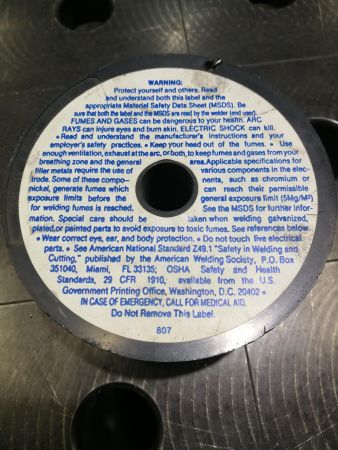 WARNING:
Protect yourself and others. Read
and understand both this label and the
appropriate Material Safety Data Sheet (MSDS). Be
sure that both the label and the MSDS are read by the welder (end user).
FUMES AND GASES can be dangerous to your health. ARC
RAYS can injure eyes and burn skin. ELECTRIC SHOCK can kill.
• Read and understand the manufacturer's instructions and your
employer's safety practices. • Keep your head out of the fumes. • Use
enough ventilation, exhaust at the arc, or both, to keep fumes and gases from your
breathing zone and the general area. Applicable specifications for
filler metals require the use of various components in the elec-
trode. Some of these compo- nents, such as chromium or
nickel, generate fumes which can reach their permissible
exposure limits before the general exposure limit (5Mg/M³)
for welding fumes is reached. See the MSDS for further infor-
mation. Special care should be taken when welding galvanized,
plated, or painted parts to avoid exposure to toxic fumes. See references below.
• Wear correct eye, ear, and body protection. • Do not touch live electrical
parts. • See American National Standard Z49.1 "Safety in Welding and
Cutting," published by the American Welding Society, P.O. Box
351040, Miami, FL 33135; OSHA Safety and Health
Standards, 29 CFR 1910, available from the U.S.
Government Printing Office, Washington, D.C. 20402 •
IN CASE OF EMERGENCY, CALL FOR MEDICAL AID.
Do Not Remove This Label.
807